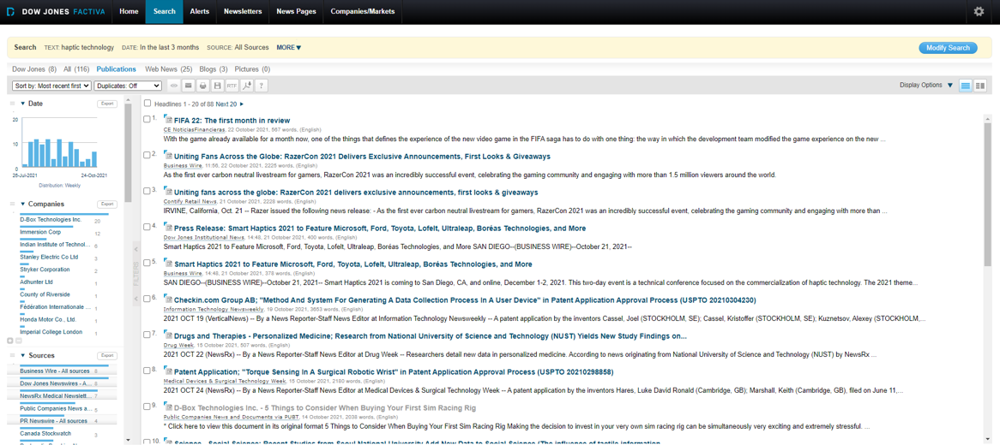 DOW JONES FACTIVA Home Search Alerts Newsletters News Pages Companies/Markets
Search TEXT: haptic technology DATE: In the last 3 months SOURCE: All Sources MORE▼ Modify Search
Dow Jones (8) All (116) Publications Web News (25) Blogs (3) Pictures (0)
Sort by: Most recent first Duplicates: Off RTF ? Display Options ▼
Date Export
20
10
0
25-Jul-2021 24-Oct-2021
Distribution: Weekly
Companies Export
D-Box Technologies Inc. 20
Immersion Corp 12
Indian Institute of Technol... 6
Stanley Electric Co Ltd 3
Stryker Corporation 2
Adhunter Ltd 1
County of Riverside 1
Fédération Internationale ... 1
Honda Motor Co., Ltd. 1
Imperial College London 1
Sources Export
Business Wire - All sources 8
Dow Jones Newswires - A... 8
NewsRx Medical Newslett... 7
Public Companies News a... 5
PR Newswire - All sources 4
Canada Stockwatch 3
FILTERS
Headlines 1 - 20 of 88 Next 20 ►
1. FIFA 22: The first month in review
CE NoticiasFinancieras, 22 October 2021, 567 words, (English)
With the game already available for a month now, one of the things that defines the experience of the new video game in the FIFA saga has to do with one thing: the way in which the development team modified the game experience on the new ...
2. Uniting Fans Across the Globe: RazerCon 2021 Delivers Exclusive Announcements, First Looks & Giveaways
Business Wire, 11:56, 22 October 2021, 2225 words, (English)
As the first ever carbon neutral livestream for gamers, RazerCon 2021 was an incredibly successful event, celebrating the gaming community and engaging with more than 1.5 million viewers around the world.
3. Uniting fans across the globe: RazerCon 2021 delivers exclusive announcements, first looks & giveaways
Contify Retail News, 21 October 2021, 2228 words, (English)
IRVINE, California, Oct. 21 -- Razer issued the following news release: - As the first ever carbon neutral livestream for gamers, RazerCon 2021 was an incredibly successful event, celebrating the gaming community and engaging with more than ...
4. Press Release: Smart Haptics 2021 to Feature Microsoft, Ford, Toyota, Lofelt, Ultraleap, Boréas Technologies, and More
Dow Jones Institutional News, 14:48, 21 October 2021, 400 words, (English)
Smart Haptics 2021 to Feature Microsoft, Ford, Toyota, Lofelt, Ultraleap, Boréas Technologies, and More SAN DIEGO--(BUSINESS WIRE)--October 21, 2021--
5. Smart Haptics 2021 to Feature Microsoft, Ford, Toyota, Lofelt, Ultraleap, Boréas Technologies, and More
Business Wire, 14:48, 21 October 2021, 378 words, (English)
SAN DIEGO--(BUSINESS WIRE)--October 21, 2021-- Smart Haptics 2021 is coming to San Diego, CA, and online, December 1-2, 2021. This two-day event is a technical conference focused on the commercialization of haptic technology. The 2021 theme...
6. Checkin.com Group AB; "Method And System For Generating A Data Collection Process In A User Device" in Patent Application Approval Process (USPTO 20210304230)
Information Technology Newsweekly, 19 October 2021, 3653 words, (English)
2021 OCT 19 (VerticalNews) -- By a News Reporter-Staff News Editor at Information Technology Newsweekly -- A patent application by the inventors Cassel, Joel (STOCKHOLM, SE); Cassel, Kristoffer (STOCKHOLM, SE); Kuznetsov, Alexey (STOCKHOLM,...
7. Drugs and Therapies - Personalized Medicine; Research from National University of Science and Technology (NUST) Yields New Study Findings on...
Drug Week, 15 October 2021, 507 words, (English)
2021 OCT 22 (NewsRx) -- By a News Reporter-Staff News Editor at Drug Week -- Researchers detail new data in personalized medicine. According to news originating from National University of Science and Technology (NUST) by NewsRx ...
8. Patent Application; "Torque Sensing In A Surgical Robotic Wrist" in Patent Application Approval Process (USPTO 20210298858)
Medical Devices & Surgical Technology Week, 15 October 2021, 2180 words, (English)
2021 OCT 24 (NewsRx) -- By a News Reporter-Staff News Editor at Medical Devices & Surgical Technology Week -- A patent application by the inventors Hares, Luke David Ronald (Cambridge, GB); Marshall, Keith (Cambridge, GB), filed on June 11,...
9. D-Box Technologies Inc. - 5 Things to Consider When Buying Your First Sim Racing Rig
Public Companies News and Documents via PUBT, 14 October 2021, 2038 words, (English)
* Click here to view this document in its original format 5 Things to Consider When Buying Your First Sim Racing Rig Making the decision to invest in your very own sim racing rig can be simultaneously very exciting and extremely stressful. ...
10. Science - Social Science; Recent Studies from Seoul National University Add New Data to Social Science (The influence of tactile information